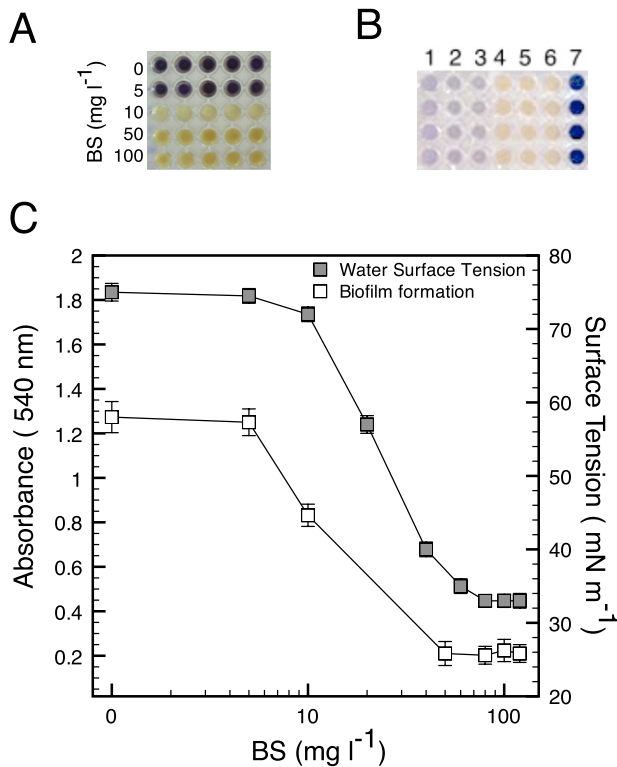 A
BS (mg l-1)
0
5
10
50
100
B
1 2 3 4 5 6 7
C
Absorbance ( 540 nm)
2
1.8
1.6
1.4
1.2
1
0.8
0.6
0.4
0.2
Water Surface Tension
Biofilm formation
80
70
60
50
40
30
20
Surface Tension ( mN m-1)
0 10 100
BS (mg l-1)